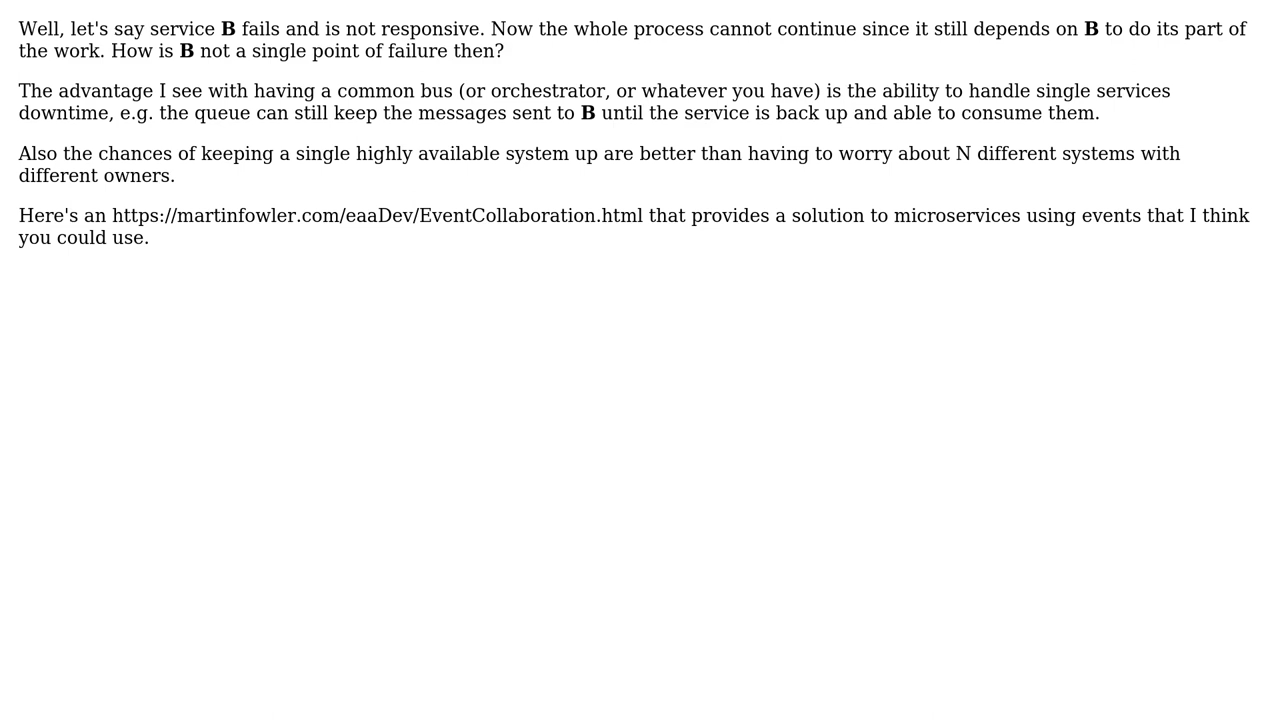 Well, let's say service B fails and is not responsive. Now the whole process cannot continue since it still depends on B to do its part of
the work. How is B not a single point of failure then?
The advantage I see with having a common bus (or orchestrator, or whatever you have) is the ability to handle single services
downtime, e.g. the queue can still keep the messages sent to B until the service is back up and able to consume them.
Also the chances of keeping a single highly available system up are better than having to worry about N different systems with
different owners.
Here's an https://martinfowler.com/eaaDev/EventCollaboration.html that provides a solution to microservices using events that I think
you could use.